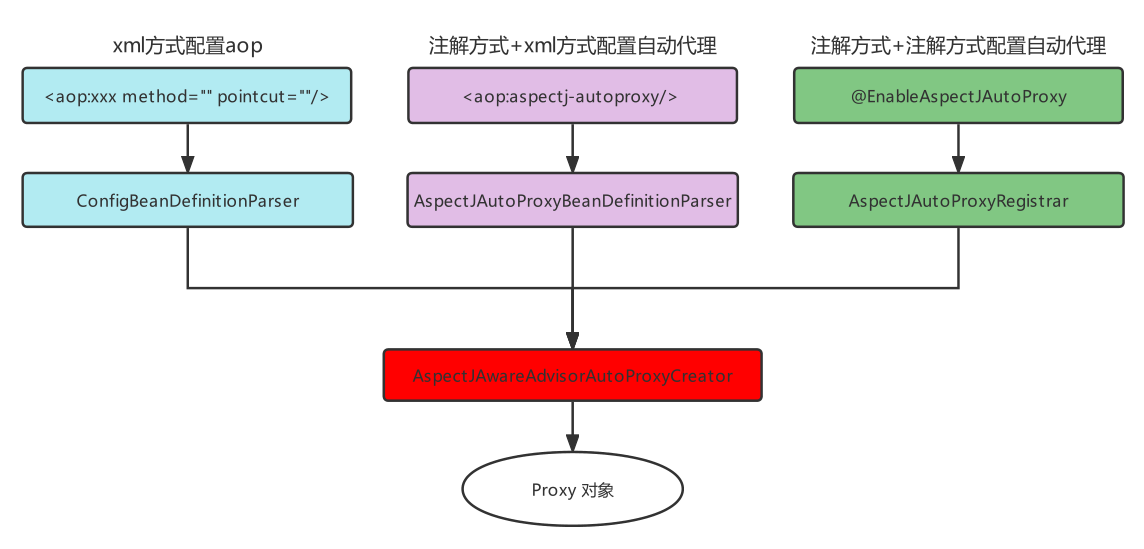 xml方式配置aop
注解方式+xml方式配置自动代理
注解方式+注解方式配置自动代理
<aop:xxx method="" pointcut=""/>
<aop:aspectj-autoproxy/>
@EnableAspectJAutoProxy
ConfigBeanDefinitionParser
AspectJAutoProxyBeanDefinitionParser
AspectJAutoProxyRegistrar
AspectJAwareAdvisorAutoProxyCreator
Proxy 对象